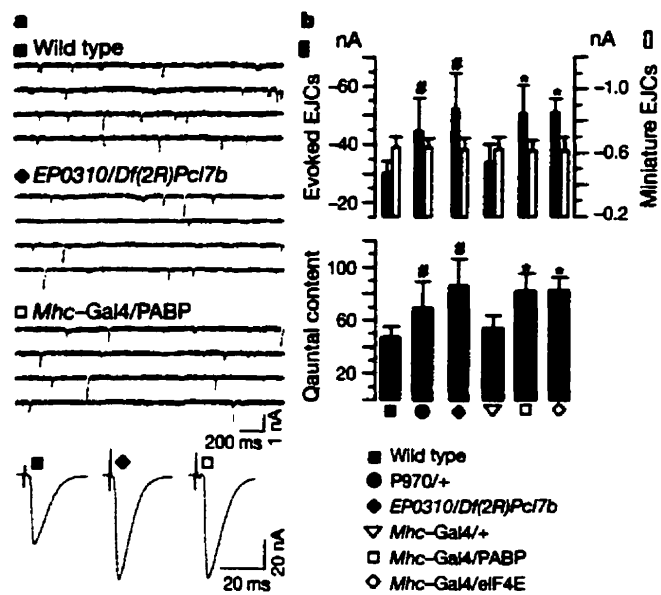 a
Wild type
EP0310/Df(2R)Pcl7b
Mhc–Gal4/PABP
200 ms
1 nA
20 ms
20 nA
b
nA
nA
Evoked EJCs
–60
–40
–20
# # * *
–1.0
–0.6
–0.2
Miniature EJCs
Qauntal content
100
60
20
# # * *
Wild type
P970/+
EP0310/Df(2R)Pcl7b
Mhc–Gal4/+
Mhc–Gal4/PABP
Mhc–Gal4/eIF4E